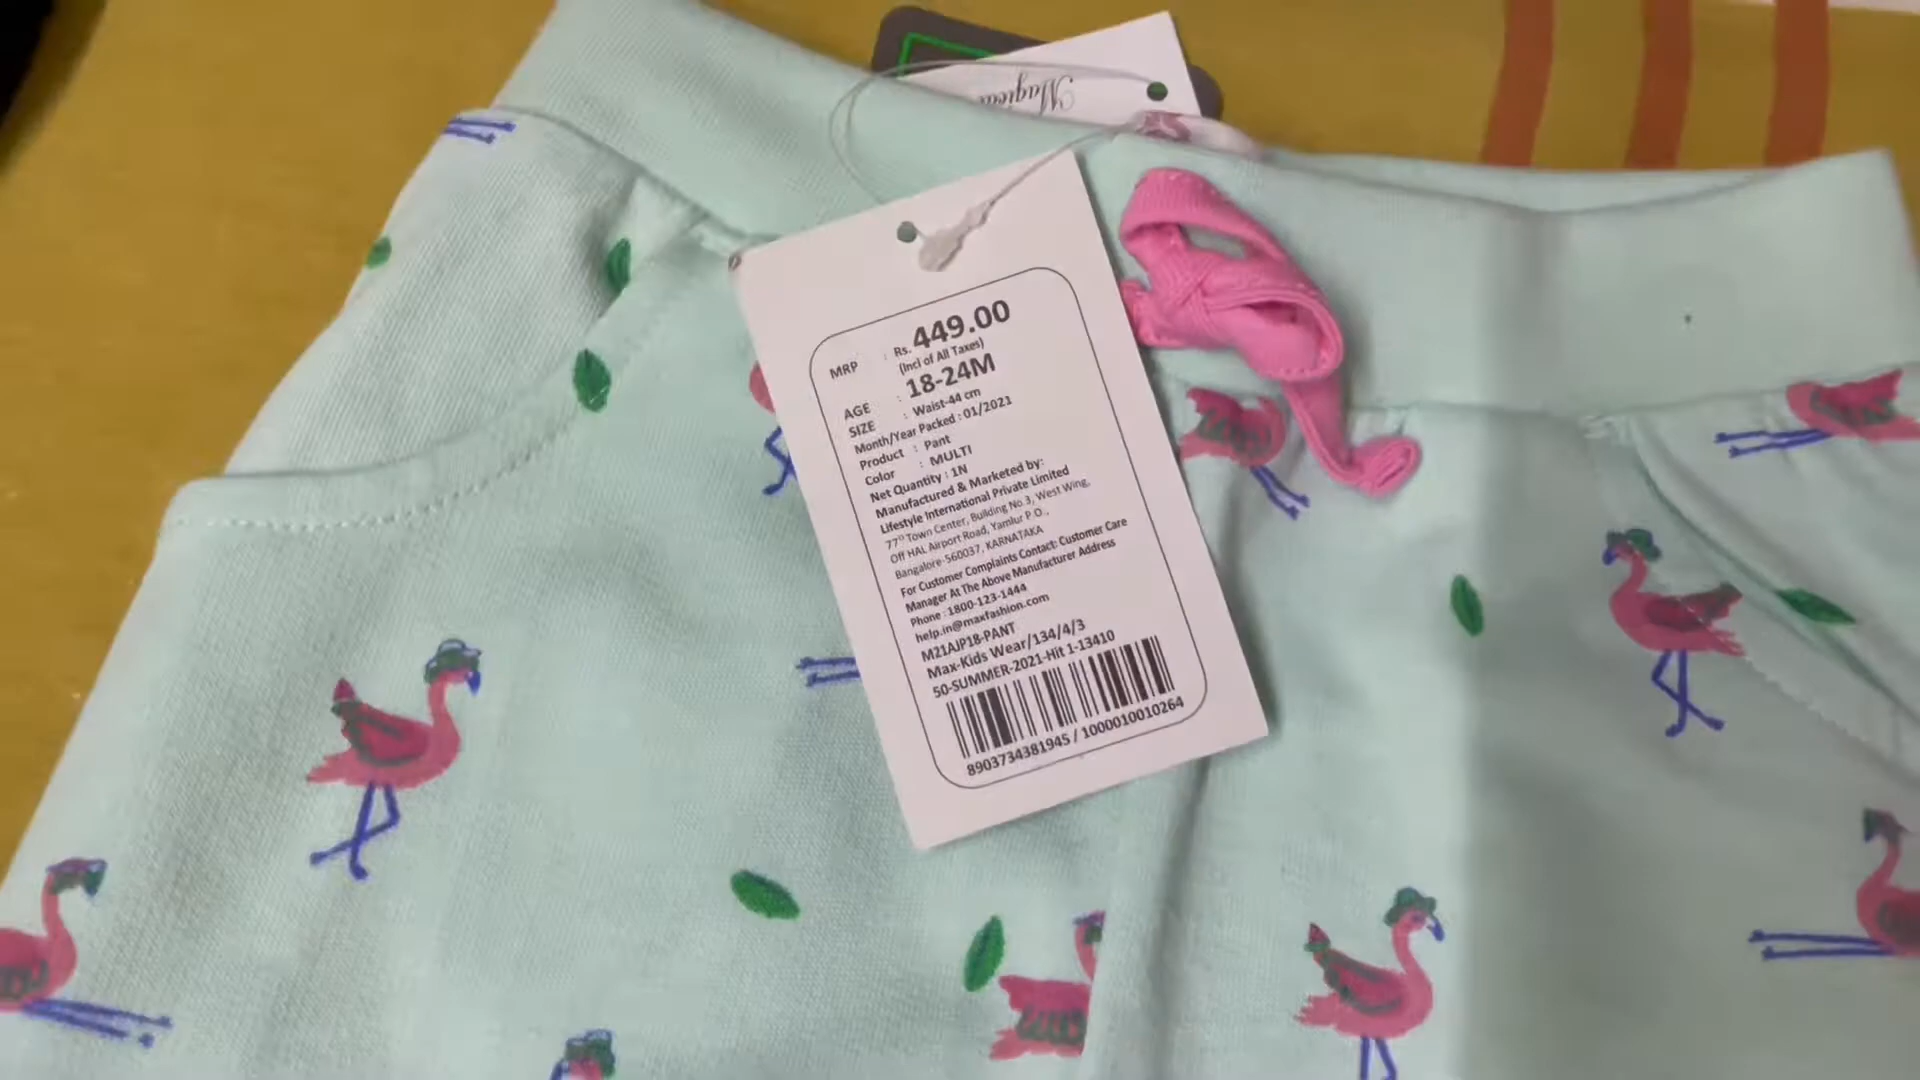 Magical
MRP : Rs. 449.00
(Incl of All Taxes)
AGE : 18-24M
SIZE : Waist-44 cm
Month/Year Packed : 01/2021
Product : Pant
Color : MULTI
Net Quantity : 1N
Manufactured & Marketed by:
Lifestyle International Private Limited
77° Town Center, Building No.3, West Wing,
Off HAL Airport Road, Yamlur P.O.,
Bangalore-560037, KARNATAKA
For Customer Complaints Contact: Customer Care
Manager At The Above Manufacturer Address
Phone : 1800-123-1444
help.in@maxfashion.com
M21AJP18-PANT
Max-Kids Wear/134/4/3
50-SUMMER-2021-Hit 1-13410
8903734381945 / 1000010010264